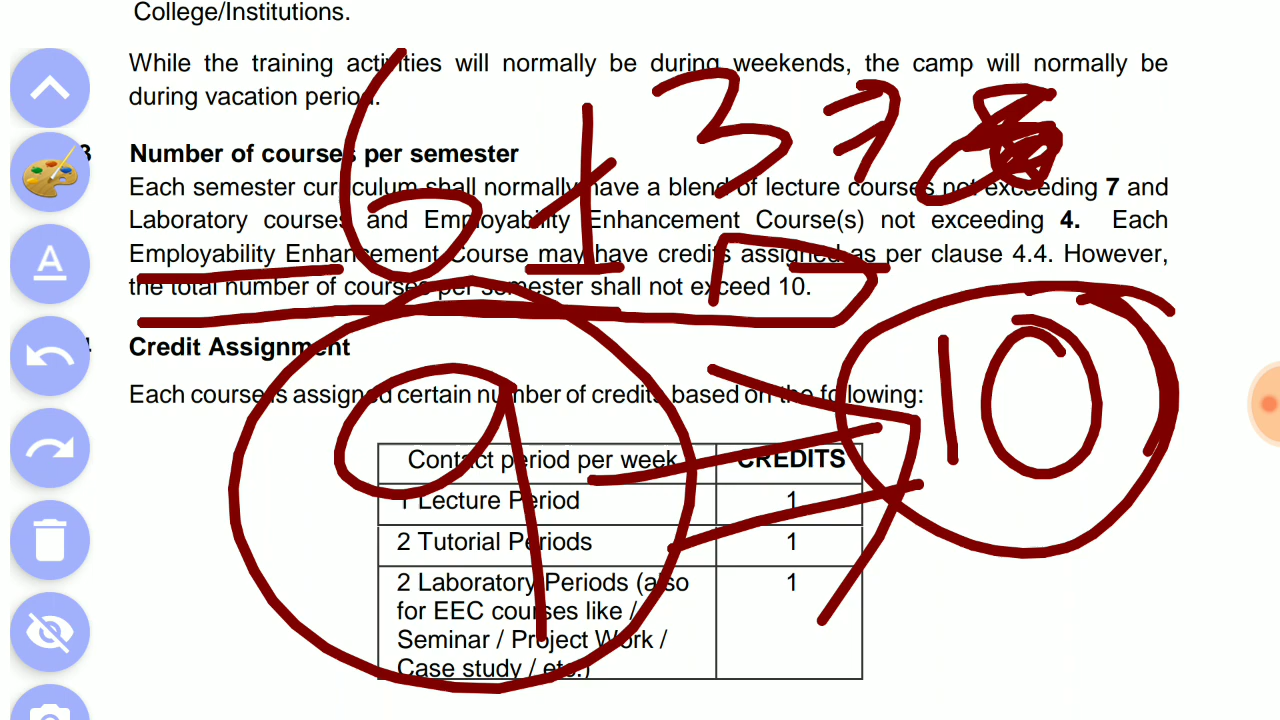 College/Institutions.
While the training activities will normally be during weekends, the camp will normally be
during vacation period.
3 Number of courses per semester
Each semester curriculum shall normally have a blend of lecture courses not exceeding 7 and
Laboratory courses and Employability Enhancement Course(s) not exceeding 4. Each
Employability Enhancement Course may have credits assigned as per clause 4.4. However,
the total number of courses per semester shall not exceed 10.
Credit Assignment
Each course is assigned certain number of credits based on the following:
Contact period per week CREDITS
1 Lecture Period 1
2 Tutorial Periods 1
2 Laboratory Periods (also 1
for EEC courses like /
Seminar / Project Work /
Case study / etc.)
6 + 3 =
9 10
A